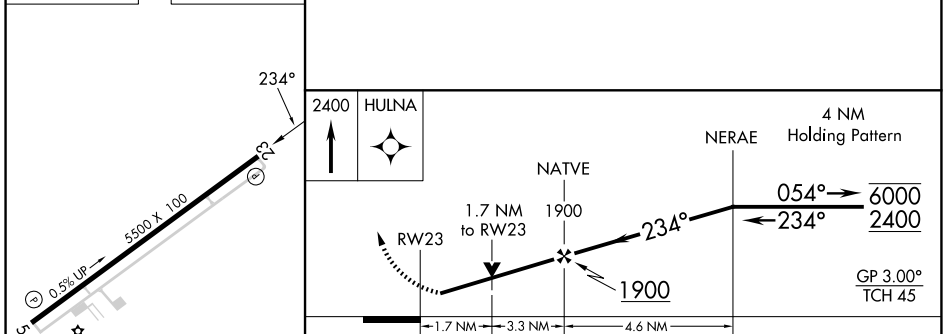 234°
23
P
5500 X 100
0.5% UP
P
5
2400 HULNA
4 NM
Holding Pattern
NERAE
NATVE
1900
1.7 NM
to RW23
RW23
234°
054°
234°
6000
2400
1900
GP 3.00°
TCH 45
1.7 NM
3.3 NM
4.6 NM